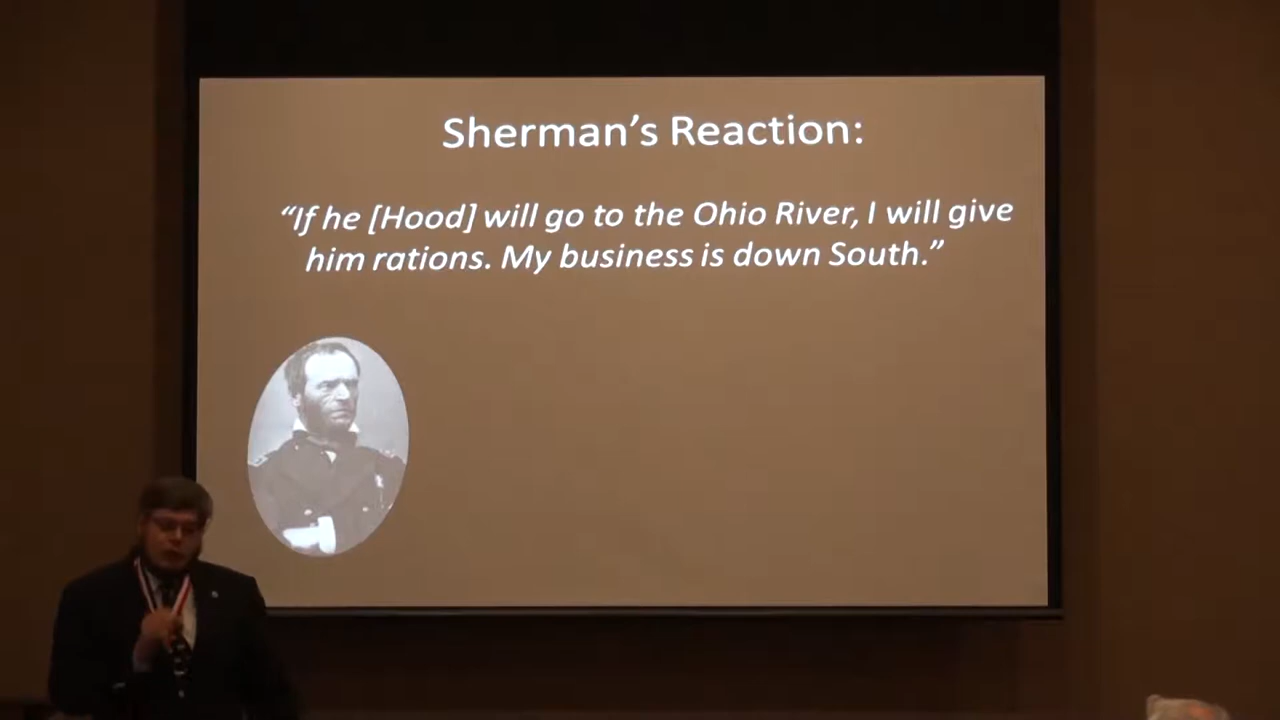 Sherman’s Reaction:
“If he [Hood] will go to the Ohio River, I will give
him rations. My business is down South.”